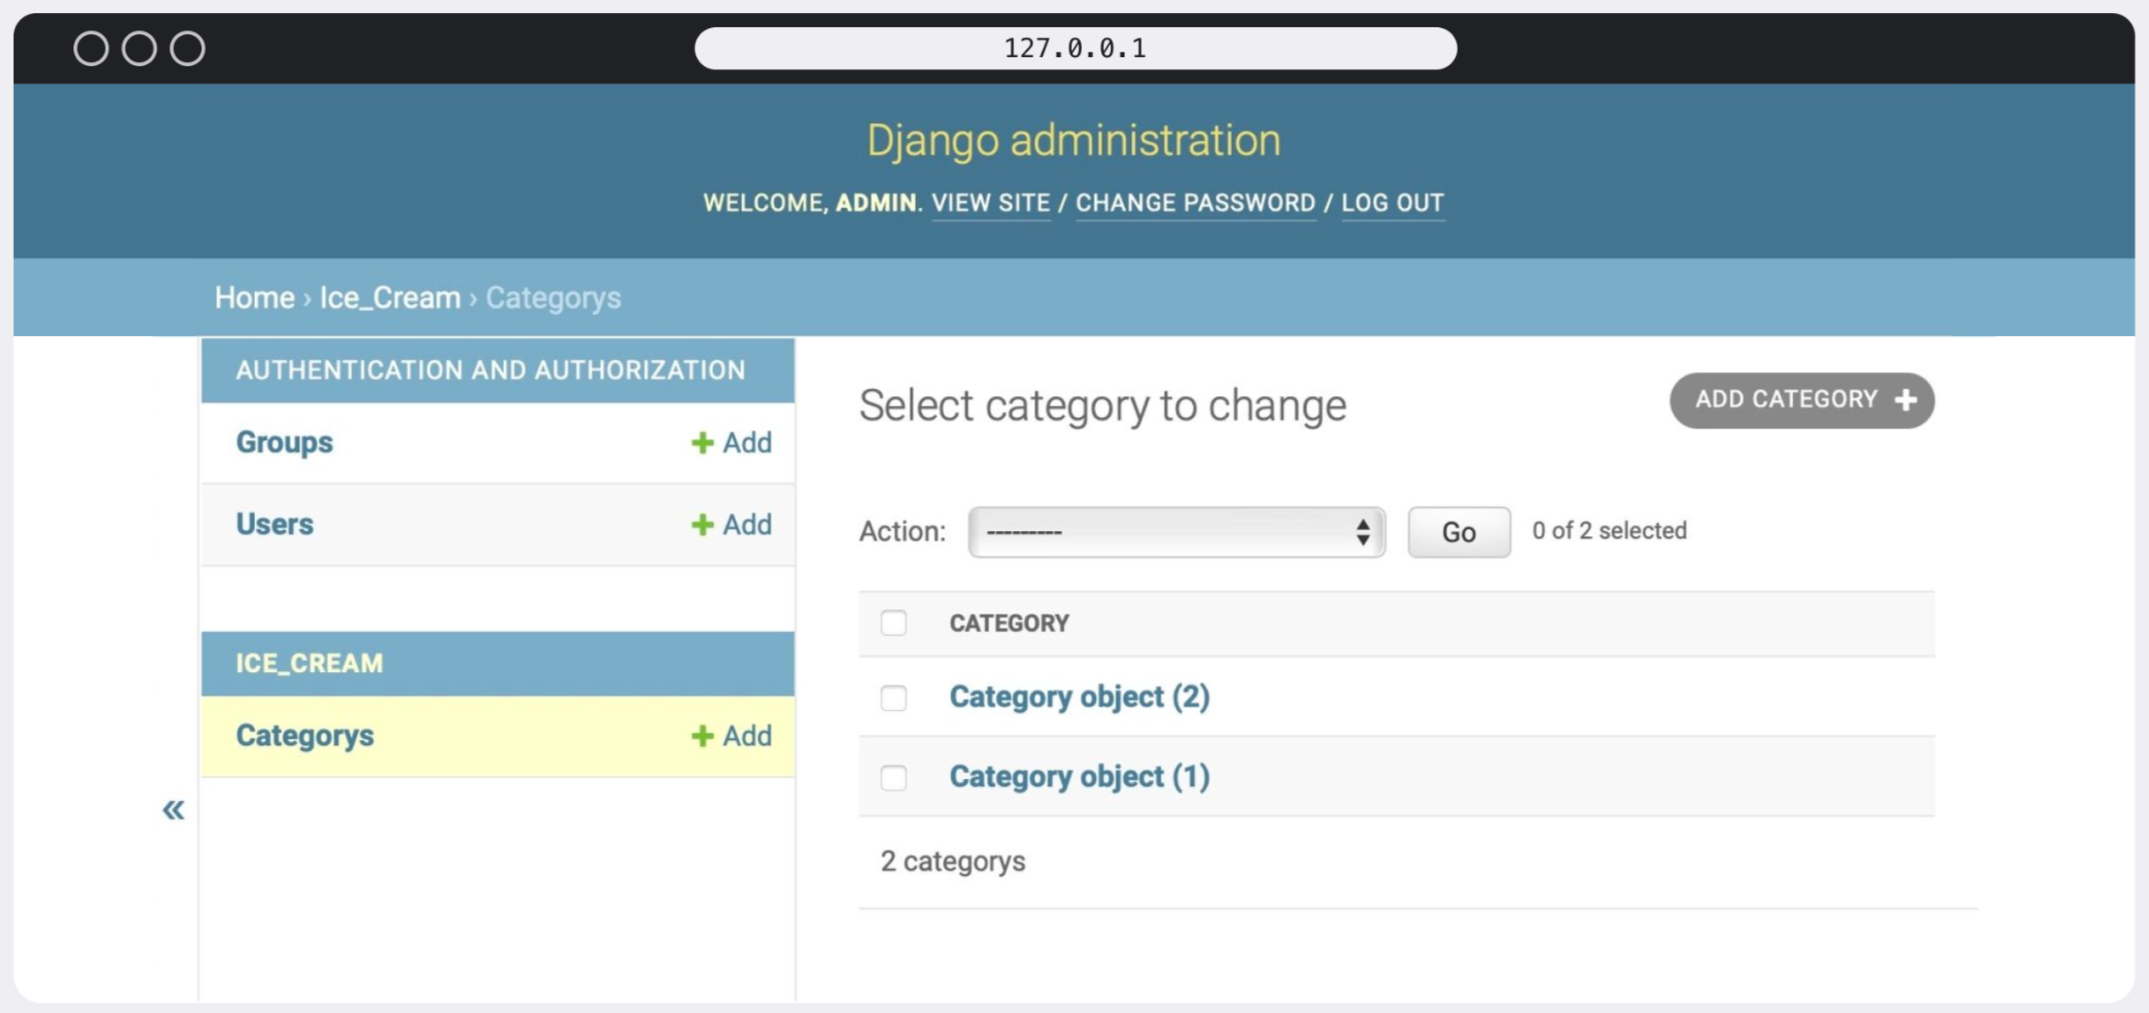 127.0.0.1
Django administration
WELCOME, ADMIN. VIEW SITE / CHANGE PASSWORD / LOG OUT
Home › Ice_Cream › Categorys
AUTHENTICATION AND AUTHORIZATION
Groups + Add
Users + Add
ICE_CREAM
Categorys + Add
«
Select category to change
ADD CATEGORY +
Action: --------- Go 0 of 2 selected
CATEGORY
Category object (2)
Category object (1)
2 categorys